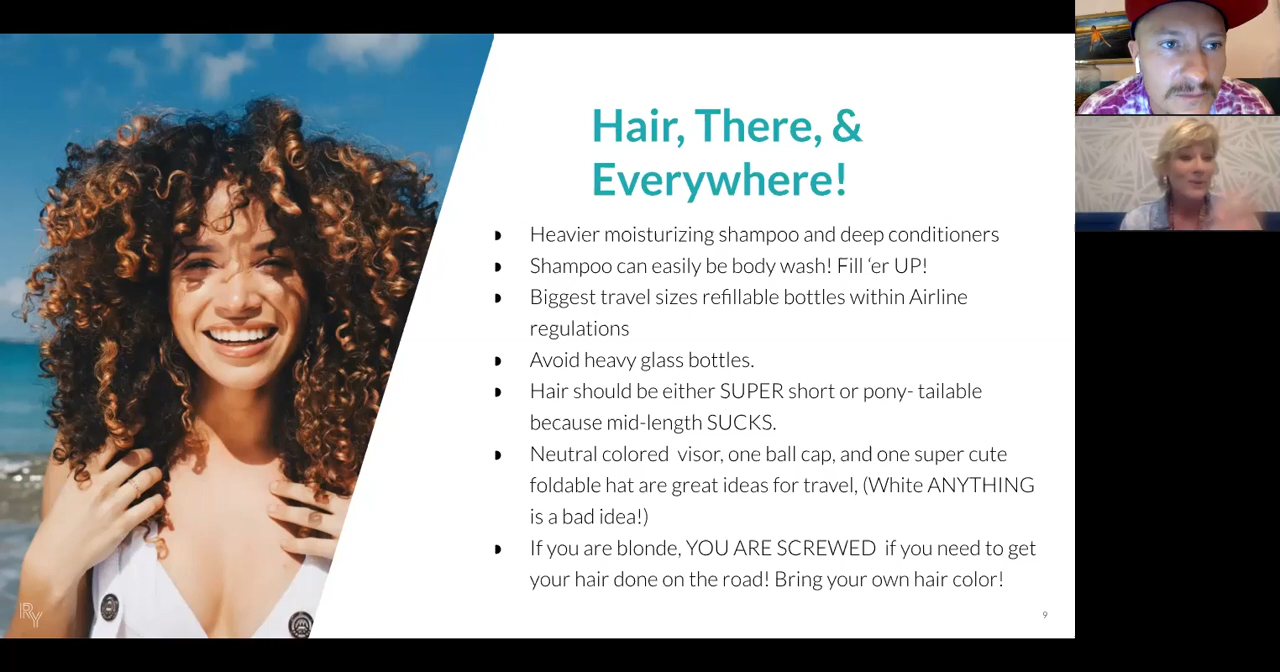 Hair, There, &
Everywhere!
Heavier moisturizing shampoo and deep conditioners
Shampoo can easily be body wash! Fill ‘er UP!
Biggest travel sizes refillable bottles within Airline
regulations
Avoid heavy glass bottles.
Hair should be either SUPER short or pony- tailable
because mid-length SUCKS.
Neutral colored  visor, one ball cap, and one super cute
foldable hat are great ideas for travel, (White ANYTHING
is a bad idea!)
If you are blonde, YOU ARE SCREWED  if you need to get
your hair done on the road! Bring your own hair color!
RY
9